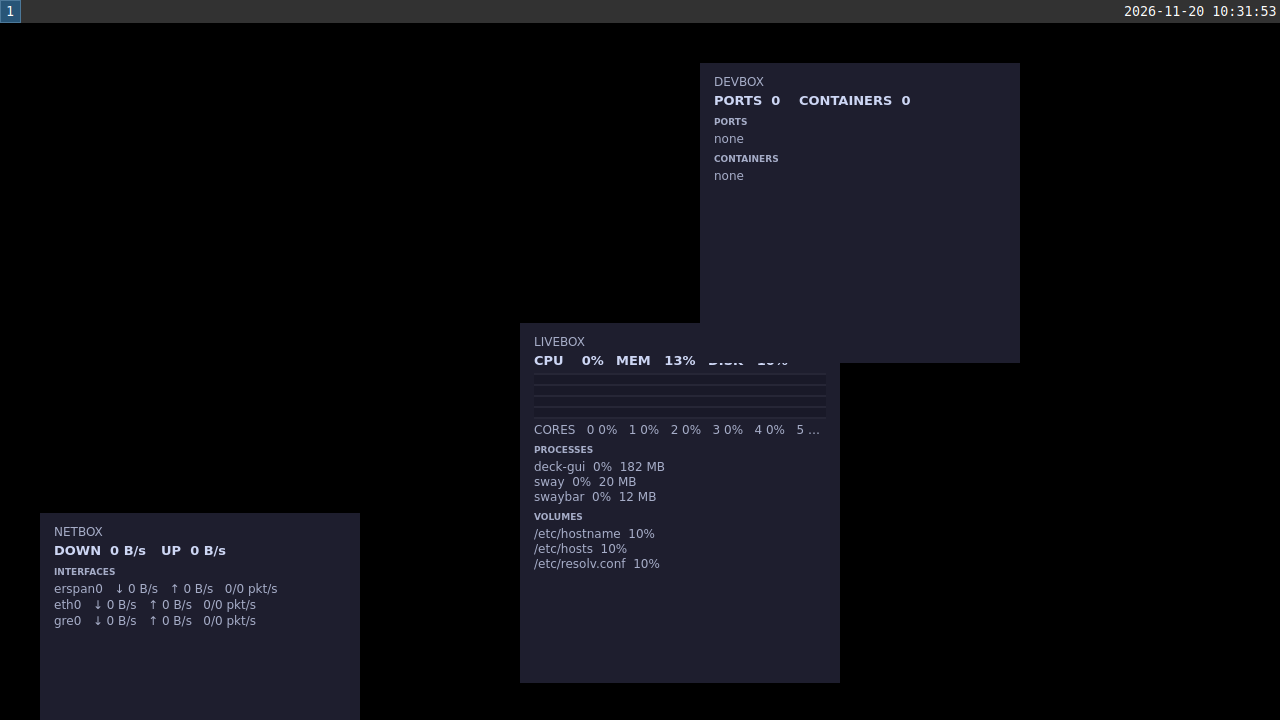 1
2026-11-20 10:31:53
DEVBOX
PORTS 0 CONTAINERS 0
PORTS
none
CONTAINERS
none
LIVEBOX
CPU 0% MEM 13%
CORES 0 0% 1 0% 2 0% 3 0% 4 0% 5 …
PROCESSES
deck-gui 0% 182 MB
sway 0% 20 MB
swaybar 0% 12 MB
VOLUMES
/etc/hostname 10%
/etc/hosts 10%
/etc/resolv.conf 10%
NETBOX
DOWN 0 B/s UP 0 B/s
INTERFACES
erspan0 ↓ 0 B/s ↑ 0 B/s 0/0 pkt/s
eth0 ↓ 0 B/s ↑ 0 B/s 0/0 pkt/s
gre0 ↓ 0 B/s ↑ 0 B/s 0/0 pkt/s